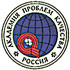 АКАДЕМИЯ ПРОБЛЕМ КАЧЕСТВА
РОССИЯ